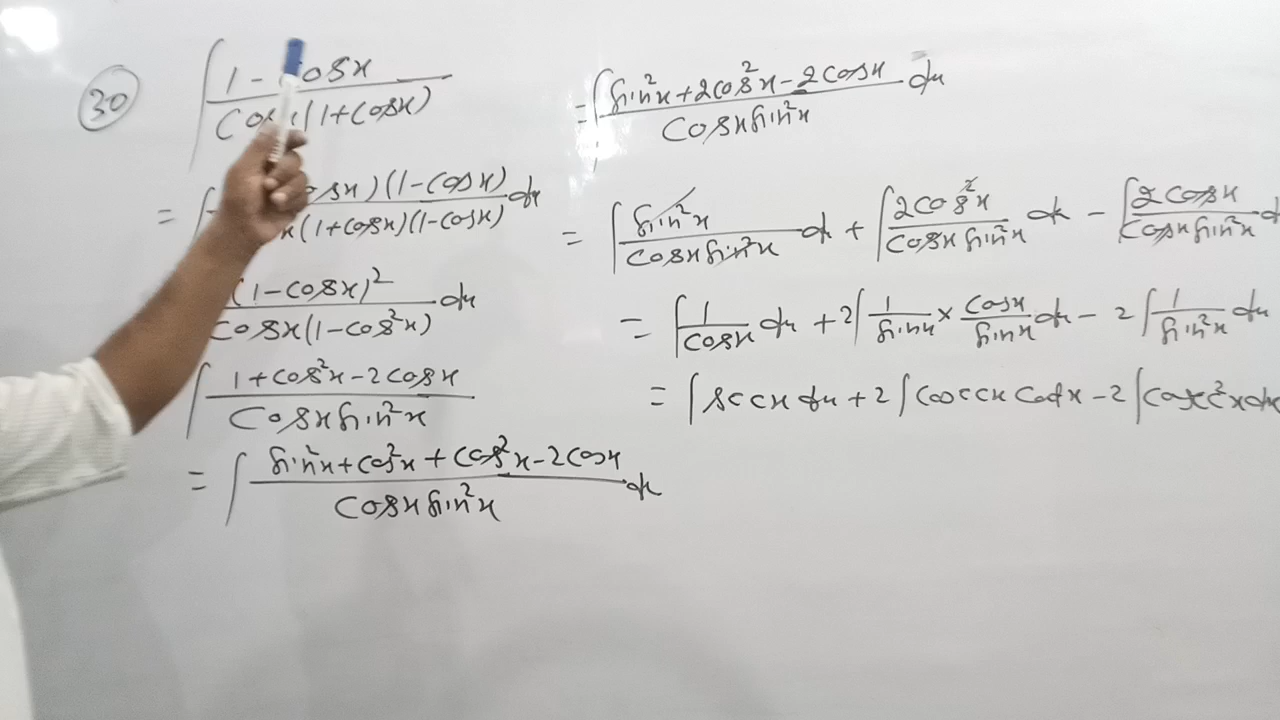 30 ∫ 1 - cosx / cosx(1+cosx)
= ∫ (1-cosx)(1-cosx) / x(1+cosx)(1-cosx) dx
(1-cosx)² / cosx(1-cos²x) dx
∫ 1+cos²x-2cosx / cosx sin²x
= ∫ sin²x+cos²x+cos²x-2cosx / cosx sin²x dx
= ∫ sin²x+2cos²x-2cosx / cosx sin²x dx
= ∫ sin²x / cosx sin²x dx + ∫ 2cos²x / cosx sin²x dx - ∫ 2cosx / cosx sin²x d
= ∫ 1 / cosx dx + 2∫ 1 / sinx × cosx / sinx dx - 2∫ 1 / sin²x dx
= ∫ secx dx + 2∫ cosecx cotx - 2∫ cosec²x dx